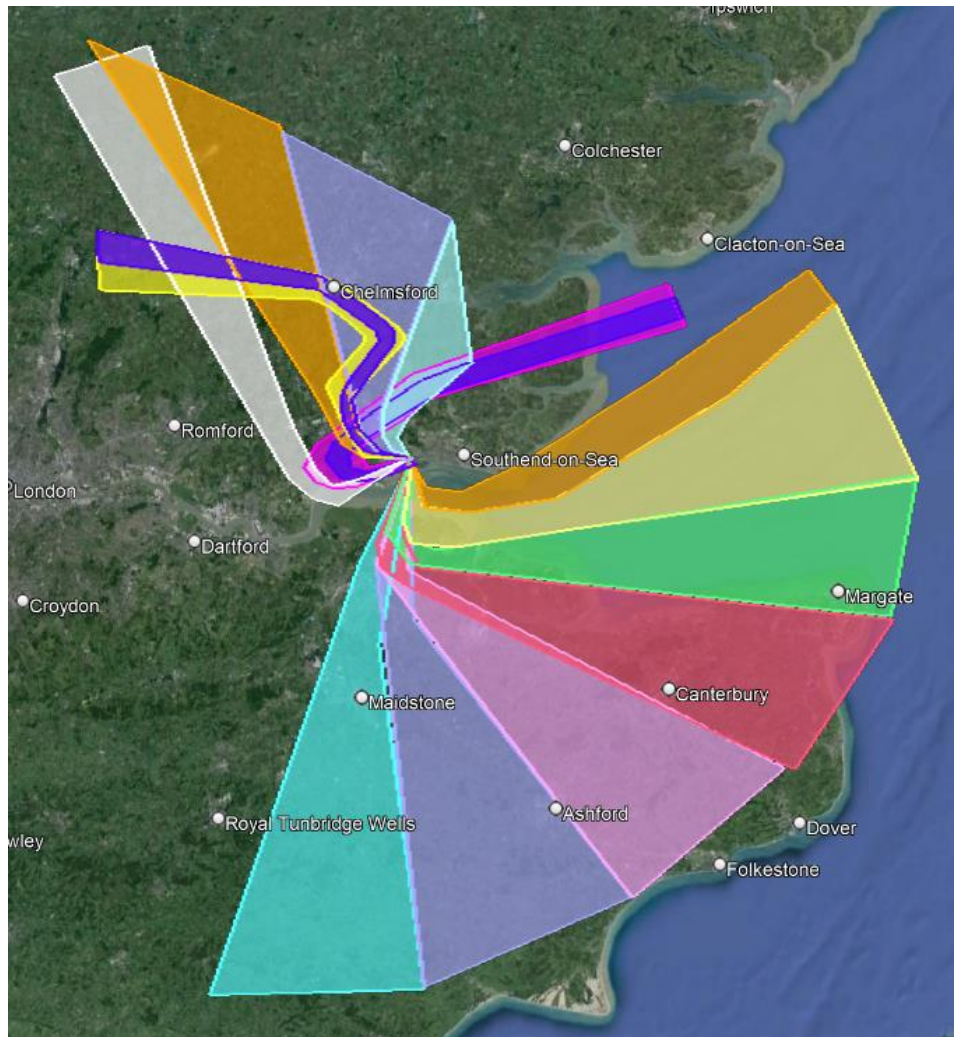 Colchester
Clacton-on-Sea
Chelmsford
Romford
Southend-on-Sea
London
Dartford
Croydon
Margate
Canterbury
Maidstone
Ashford
Royal Tunbridge Wells
Dover
Folkestone